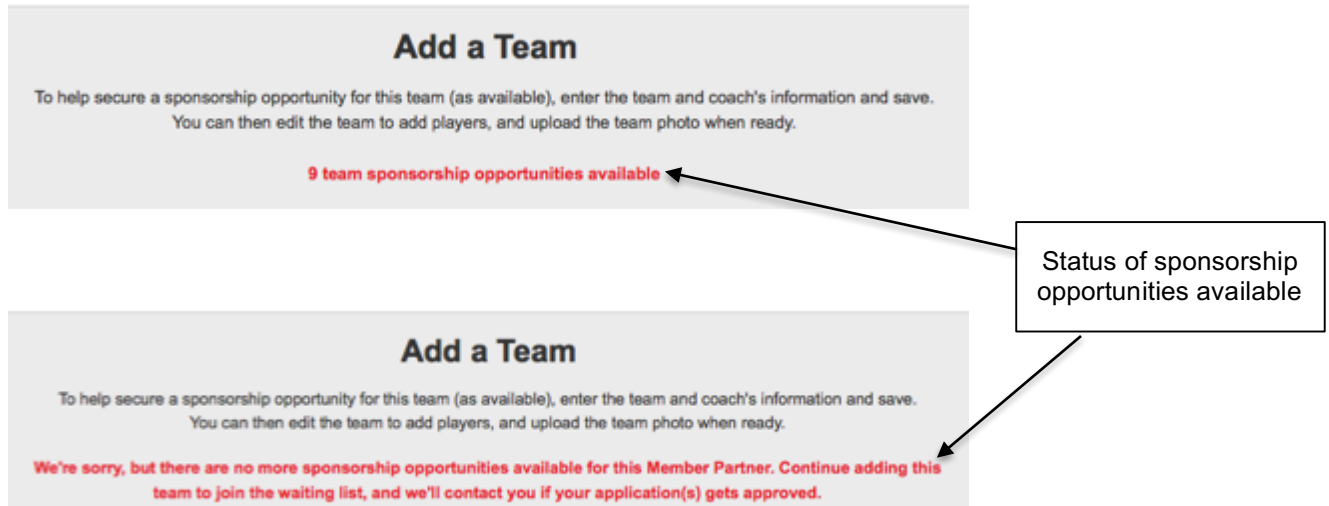 Add a Team
To help secure a sponsorship opportunity for this team (as available), enter the team and coach's information and save.
You can then edit the team to add players, and upload the team photo when ready.
9 team sponsorship opportunities available
Status of sponsorship
opportunities available
Add a Team
To help secure a sponsorship opportunity for this team (as available), enter the team and coach's information and save.
You can then edit the team to add players, and upload the team photo when ready.
We're sorry, but there are no more sponsorship opportunities available for this Member Partner. Continue adding this
team to join the waiting list, and we'll contact you if your application(s) gets approved.